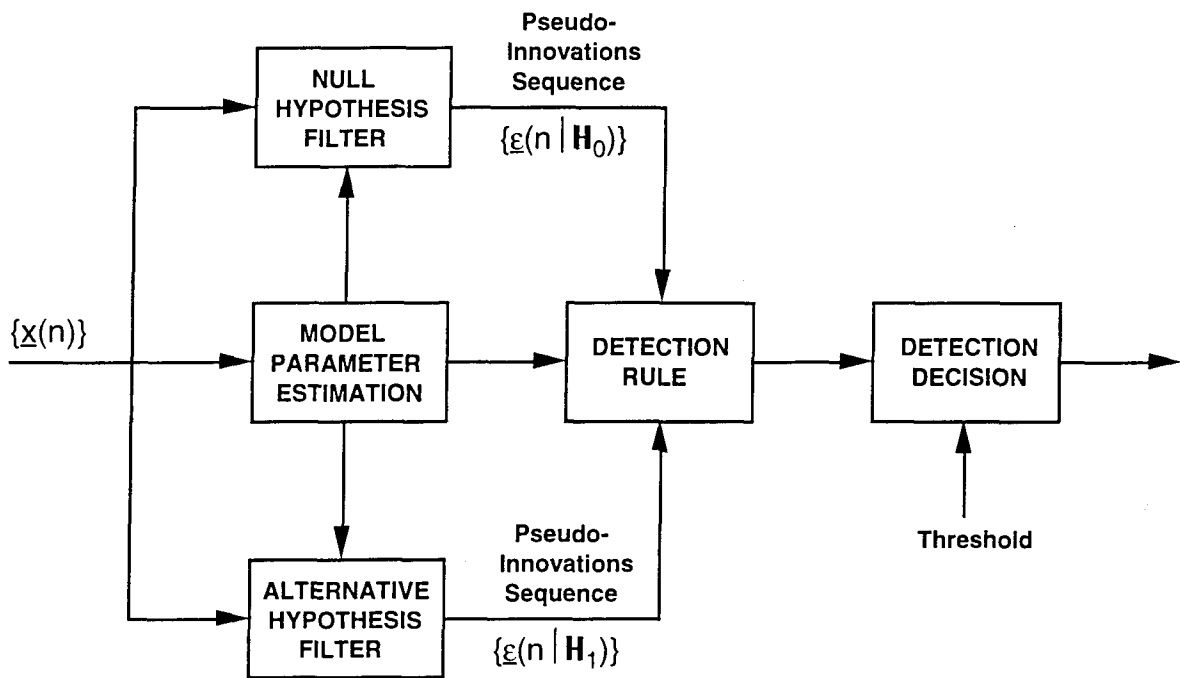 Pseudo-
Innovations
Sequence
NULL
HYPOTHESIS
FILTER
{ε(n | H₀)}
{x(n)}
MODEL
PARAMETER
ESTIMATION
DETECTION
RULE
DETECTION
DECISION
Threshold
Pseudo-
Innovations
Sequence
ALTERNATIVE
HYPOTHESIS
FILTER
{ε(n | H₁)}